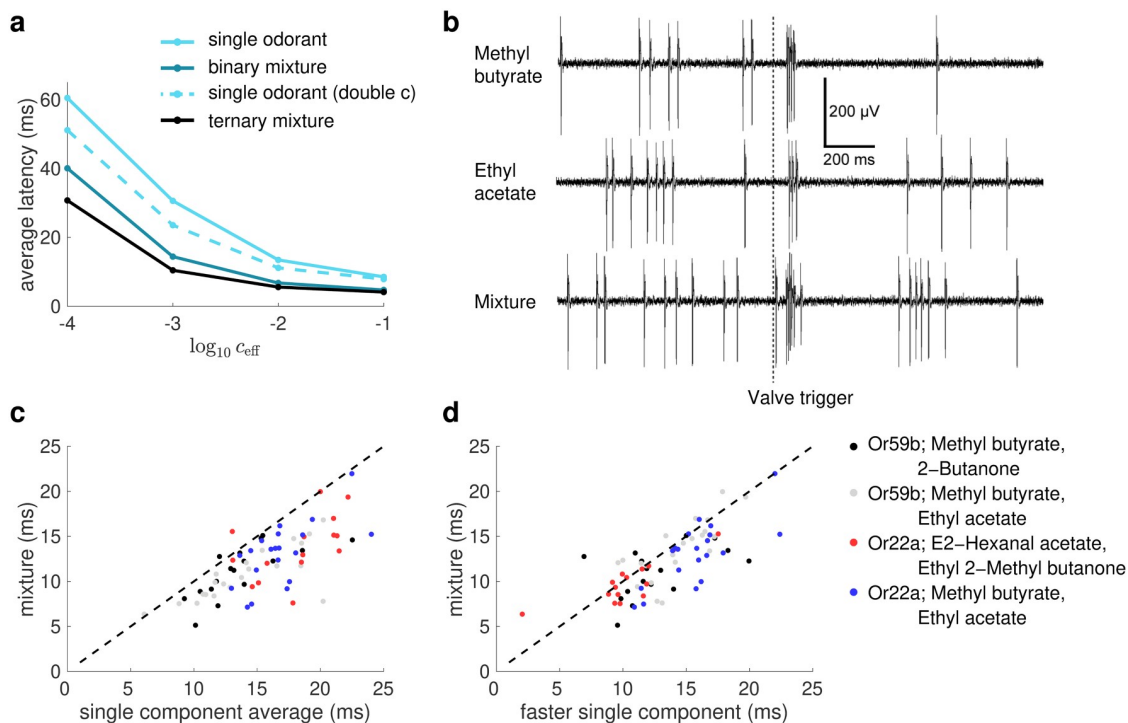 a
single odorant
binary mixture
single odorant (double c)
ternary mixture
average latency (ms)
60
40
20
0
-4
-3
-2
-1
log₁₀ c_eff
b
Methyl
butyrate
Ethyl
acetate
Mixture
200 µV
200 ms
Valve trigger
c
mixture (ms)
25
20
15
10
5
0
0
5
10
15
20
25
single component average (ms)
d
mixture (ms)
25
20
15
10
5
0
0
5
10
15
20
25
faster single component (ms)
Or59b; Methyl butyrate,
2−Butanone
Or59b; Methyl butyrate,
Ethyl acetate
Or22a; E2−Hexanal acetate,
Ethyl 2−Methyl butanone
Or22a; Methyl butyrate,
Ethyl acetate